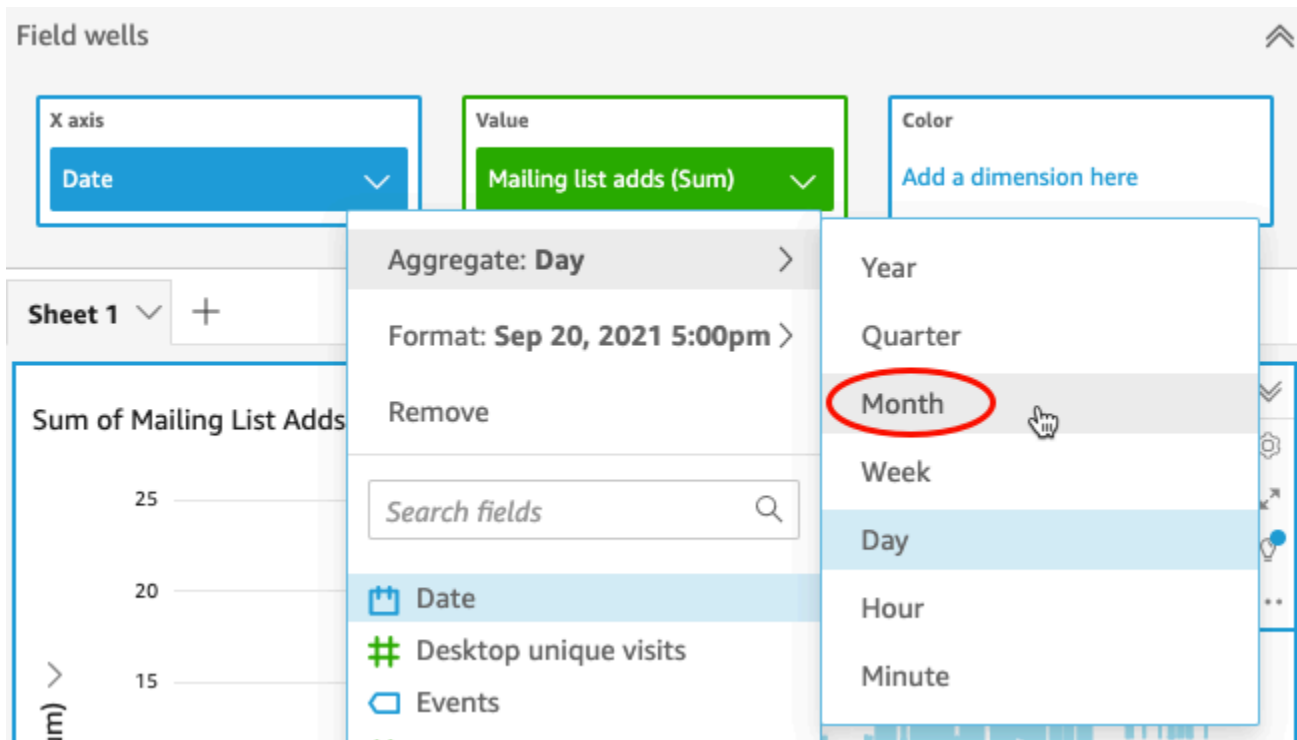 Field wells
X axis
Date
Value
Mailing list adds (Sum)
Color
Add a dimension here
Sheet 1
Sum of Mailing List Adds
25
20
15
um)
Aggregate: Day
Format: Sep 20, 2021 5:00pm
Remove
Search fields
Date
Desktop unique visits
Events
Year
Quarter
Month
Week
Day
Hour
Minute